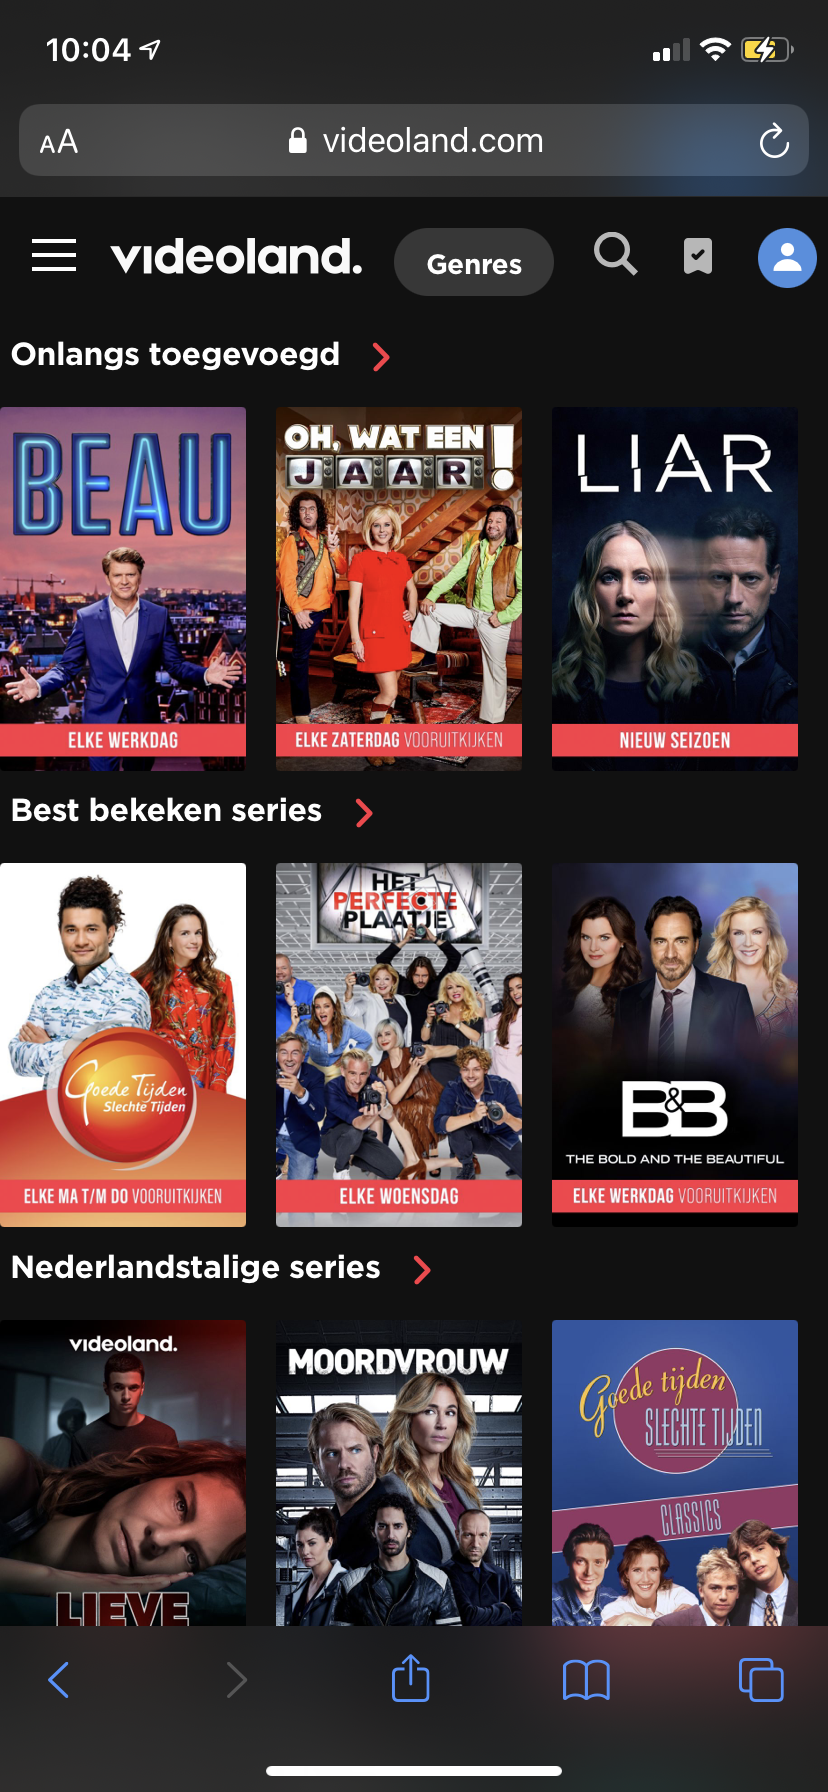 10:04
AA videoland.com
videoland. Genres
Onlangs toegevoegd
BEAU
ELKE WERKDAG
OH, WAT EEN
JAAR!
ELKE ZATERDAG VOORUITKIJKEN
LIAR
NIEUW SEIZOEN
Best bekeken series
Goede Tijden
Slechte Tijden
ELKE MA T/M DO VOORUITKIJKEN
HET
PERFECTE
PLAATJE
ELKE WOENSDAG
B&B
THE BOLD AND THE BEAUTIFUL
ELKE WERKDAG VOORUITKIJKEN
Nederlandstalige series
videoland.
LIEVE
MOORDVROUW
Goede tijden
SLECHTE TIJDEN
CLASSICS